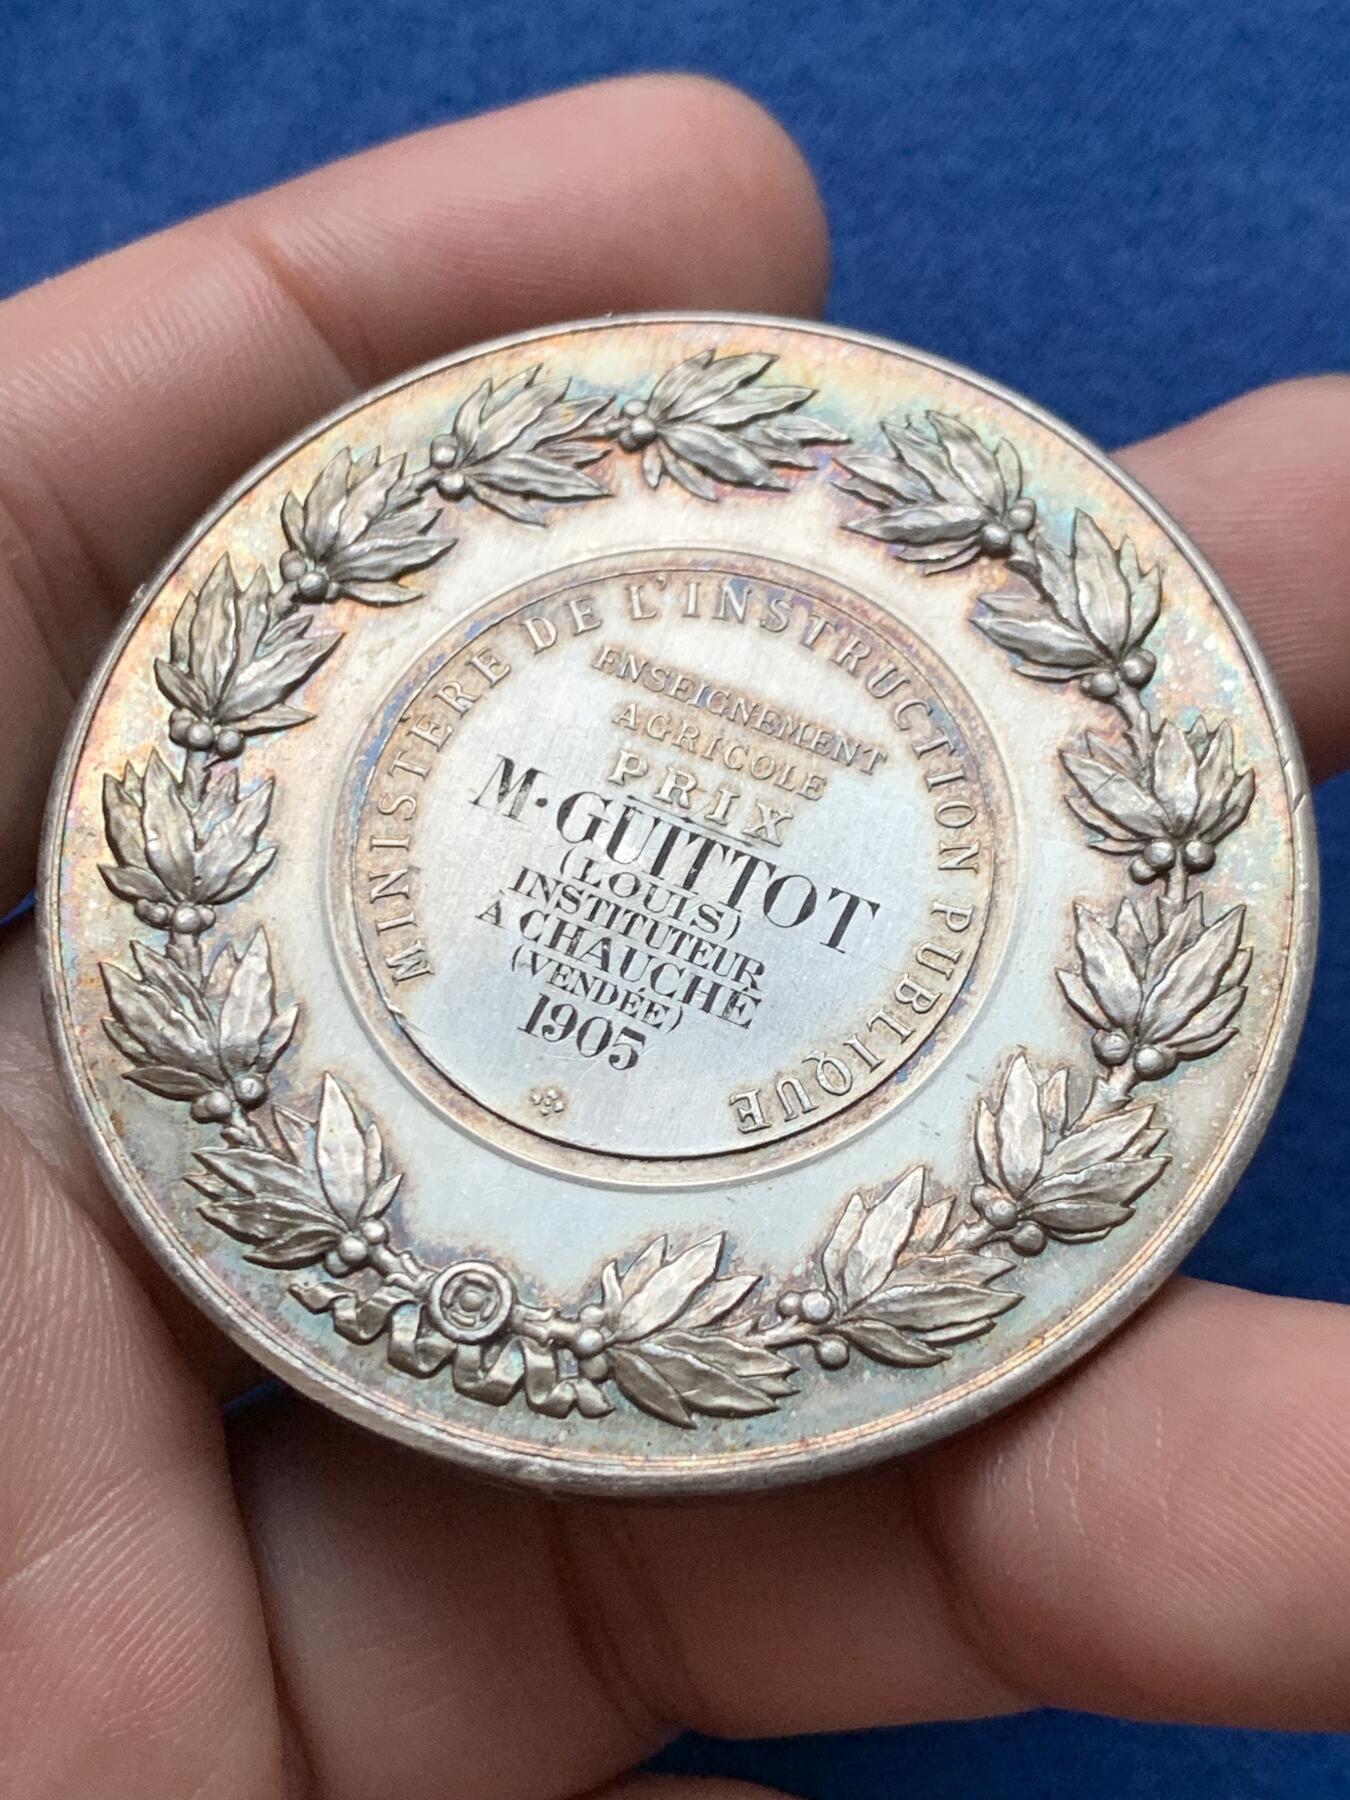 MINISTÈRE DE L'INSTRUCTION PUBLIQUE
ENSEIGNEMENT
AGRICOLE
PRIX
M. GUITTOT
(LOUIS)
INSTITUTEUR
A CHAUCHÉ
(VENDÉE)
1905